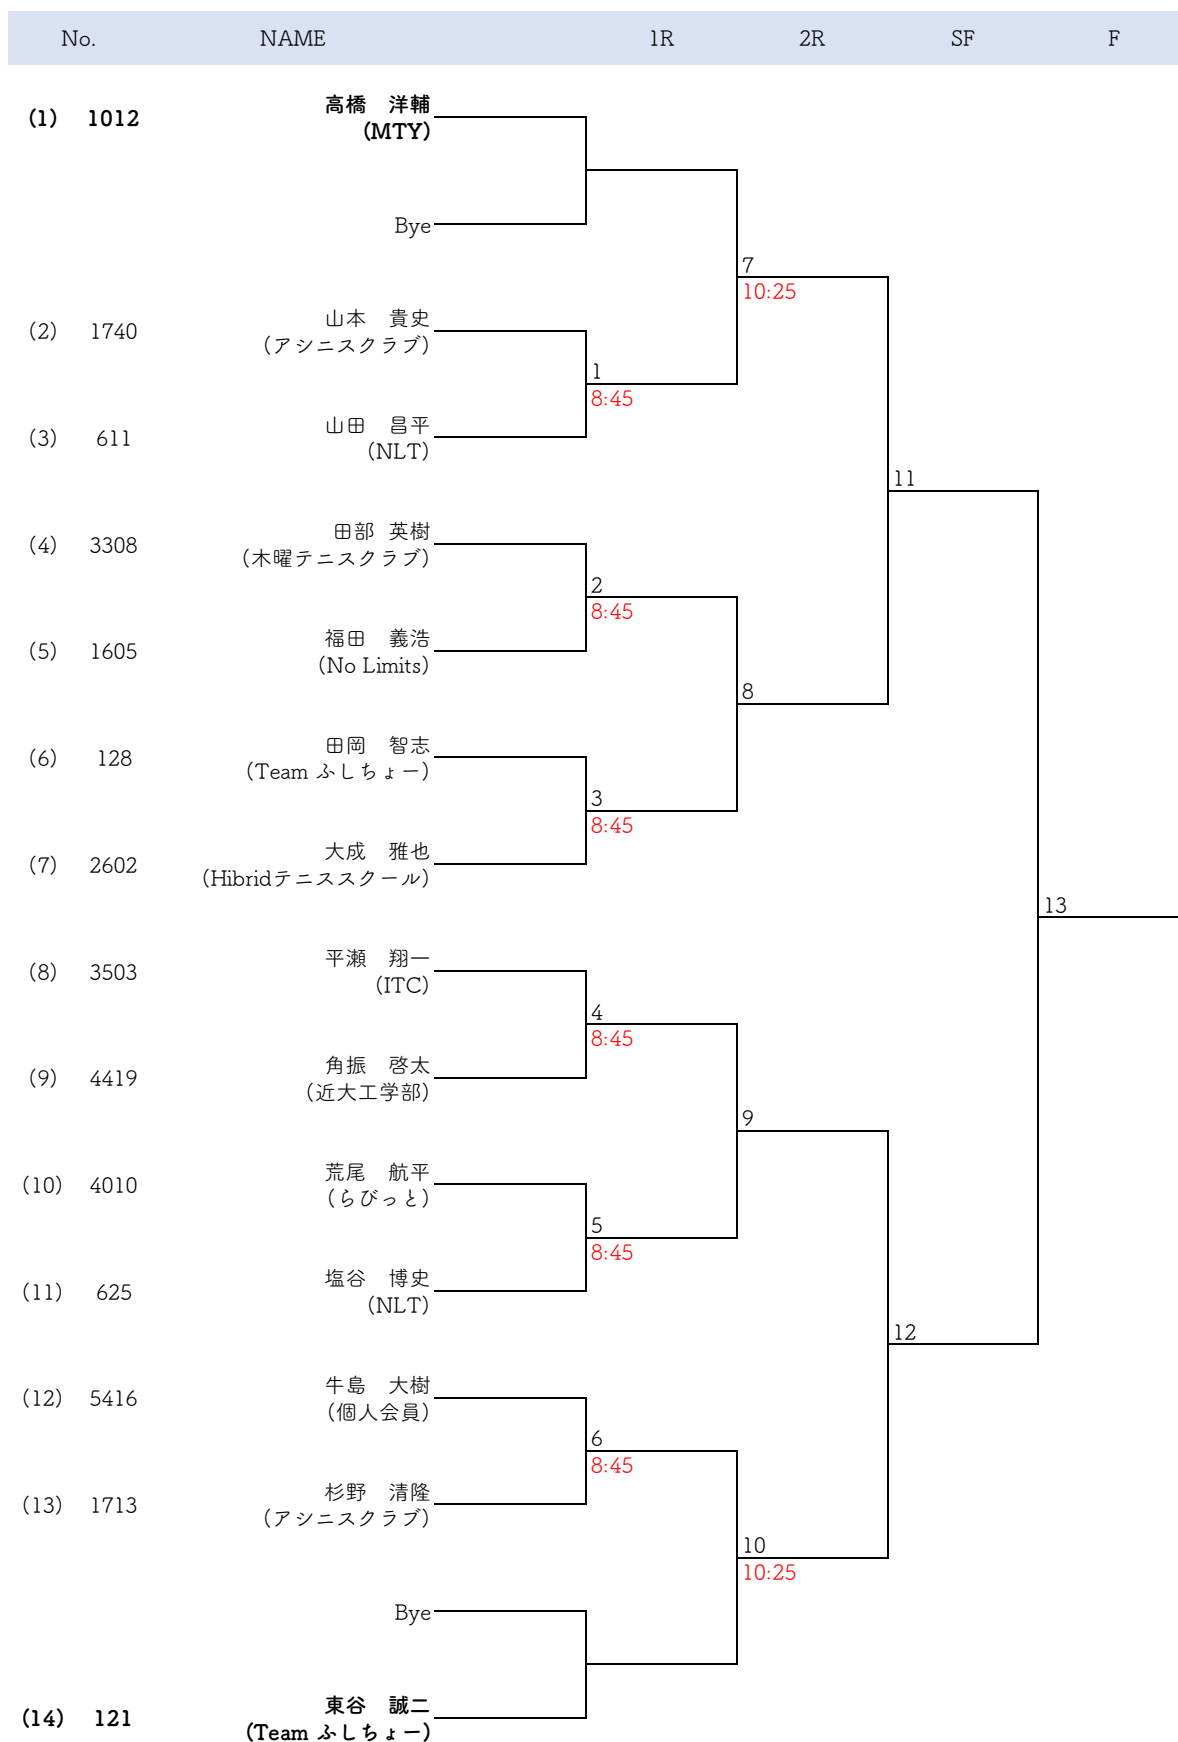 No. NAME 1R 2R SF F
(1) 1012 高橋　洋輔
(MTY)
Bye
7
10:25
(2) 1740 山本　貴史
(アシニスクラブ)
1
8:45
(3) 611 山田　昌平
(NLT)
11
(4) 3308 田部 英樹
(木曜テニスクラブ)
2
8:45
(5) 1605 福田　義浩
(No Limits)
8
(6) 128 田岡　智志
(Team ふしちょー)
3
8:45
(7) 2602 大成　雅也
(Hibridテニススクール)
13
(8) 3503 平瀬　翔一
(ITC)
4
8:45
(9) 4419 角振　啓太
(近大工学部)
9
(10) 4010 荒尾　航平
(らびっと)
5
8:45
(11) 625 塩谷　博史
(NLT)
12
(12) 5416 牛島　大樹
(個人会員)
6
8:45
(13) 1713 杉野　清隆
(アシニスクラブ)
10
10:25
Bye
(14) 121 東谷　誠二
(Team ふしちょー)